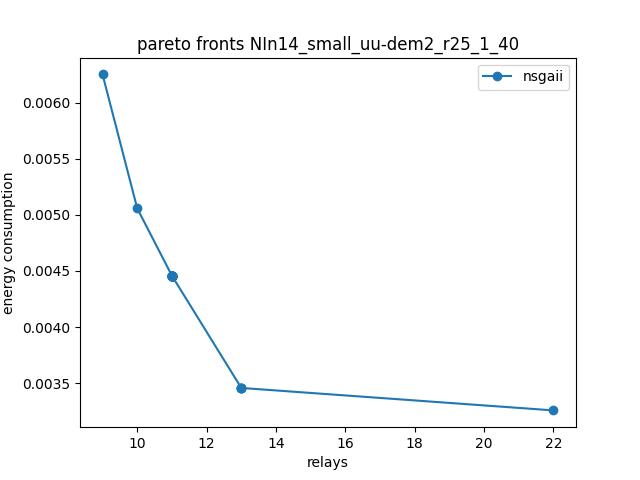 pareto fronts NIn14_small_uu-dem2_r25_1_40
nsgaii
energy consumption
0.0060
0.0055
0.0050
0.0045
0.0040
0.0035
10 12 14 16 18 20 22
relays